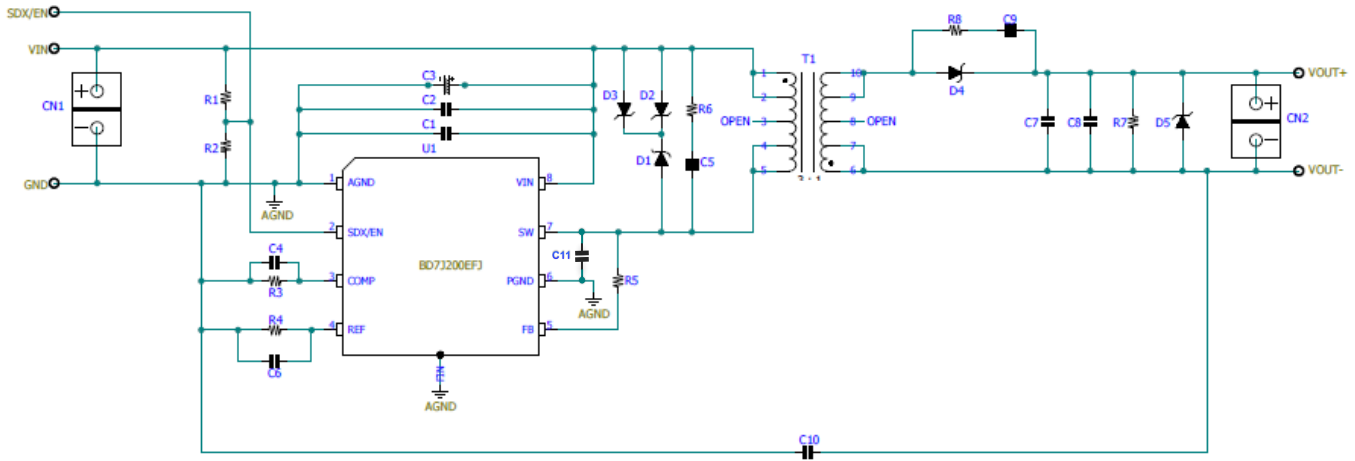 SDX/EN
VIN
R8
C9
T1
VOUT+
C3
1
10
D4
CN1
+
R1
C2
D3
D2
R6
2
9
D5
CN2
+
OPEN
3
8
OPEN
C7
C8
R7
C1
-
R2
U1
D1
4
7
C5
5
6
-
VOUT-
GND
1
AGND
VIN
8
AGND
2
SDX/EN
SW
7
C4
BD7J200EFJ
C11
R5
3
COMP
PGND
6
R3
AGND
R4
4
REF
FB
5
C6
FIN
AGND
C10